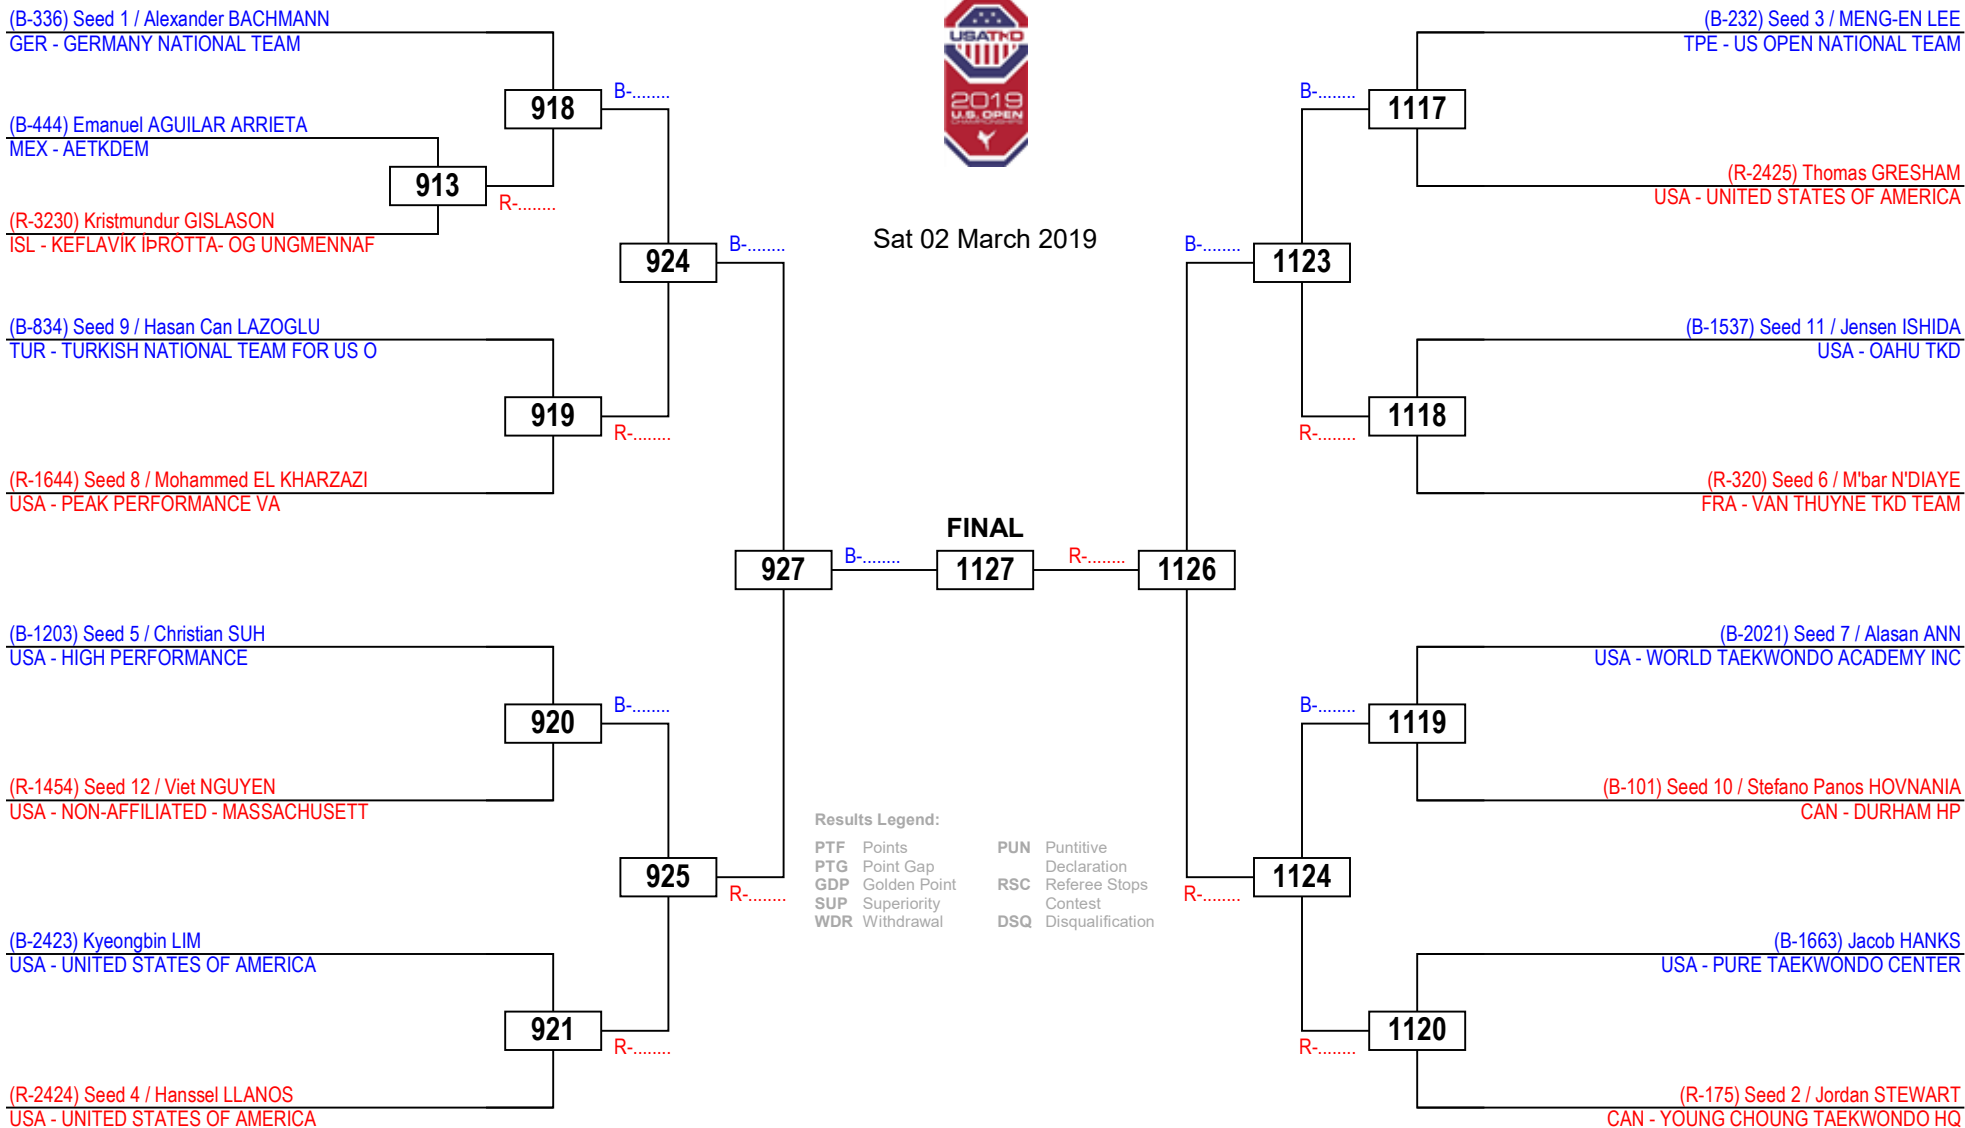 (B-336) Seed 1 / Alexander BACHMANN
GER - GERMANY NATIONAL TEAM
(B-444) Emanuel AGUILAR ARRIETA
MEX - AETKDEM
(R-3230) Kristmundur GISLASON
ISL - KEFLAVÍK ÍÞRÓTTA- OG UNGMENNAF
(B-834) Seed 9 / Hasan Can LAZOGLU
TUR - TURKISH NATIONAL TEAM FOR US O
(R-1644) Seed 8 / Mohammed EL KHARZAZI
USA - PEAK PERFORMANCE VA
(B-1203) Seed 5 / Christian SUH
USA - HIGH PERFORMANCE
(R-1454) Seed 12 / Viet NGUYEN
USA - NON-AFFILIATED - MASSACHUSETT
(B-2423) Kyeongbin LIM
USA - UNITED STATES OF AMERICA
(R-2424) Seed 4 / Hanssel LLANOS
USA - UNITED STATES OF AMERICA
913
R-........
918
B-........
919
R-........
920
B-........
921
R-........
924
B-........
925
R-........
927
B-........
USATKD
2019
U.S. OPEN
CHAMPIONSHIPS
Sat 02 March 2019
FINAL
1127
R-........
1126
B-........
1123
R-........
1124
B-........
1117
R-........
1118
B-........
1119
R-........
1120
(B-232) Seed 3 / MENG-EN LEE
TPE - US OPEN NATIONAL TEAM
(R-2425) Thomas GRESHAM
USA - UNITED STATES OF AMERICA
(B-1537) Seed 11 / Jensen ISHIDA
USA - OAHU TKD
(R-320) Seed 6 / M'bar N'DIAYE
FRA - VAN THUYNE TKD TEAM
(B-2021) Seed 7 / Alasan ANN
USA - WORLD TAEKWONDO ACADEMY INC
(B-101) Seed 10 / Stefano Panos HOVNANIA
CAN - DURHAM HP
(B-1663) Jacob HANKS
USA - PURE TAEKWONDO CENTER
(R-175) Seed 2 / Jordan STEWART
CAN - YOUNG CHOUNG TAEKWONDO HQ
Results Legend:
PTF Points
PTG Point Gap
GDP Golden Point
SUP Superiority
WDR Withdrawal
PUN Puntitive
Declaration
RSC Referee Stops
Contest
DSQ Disqualification